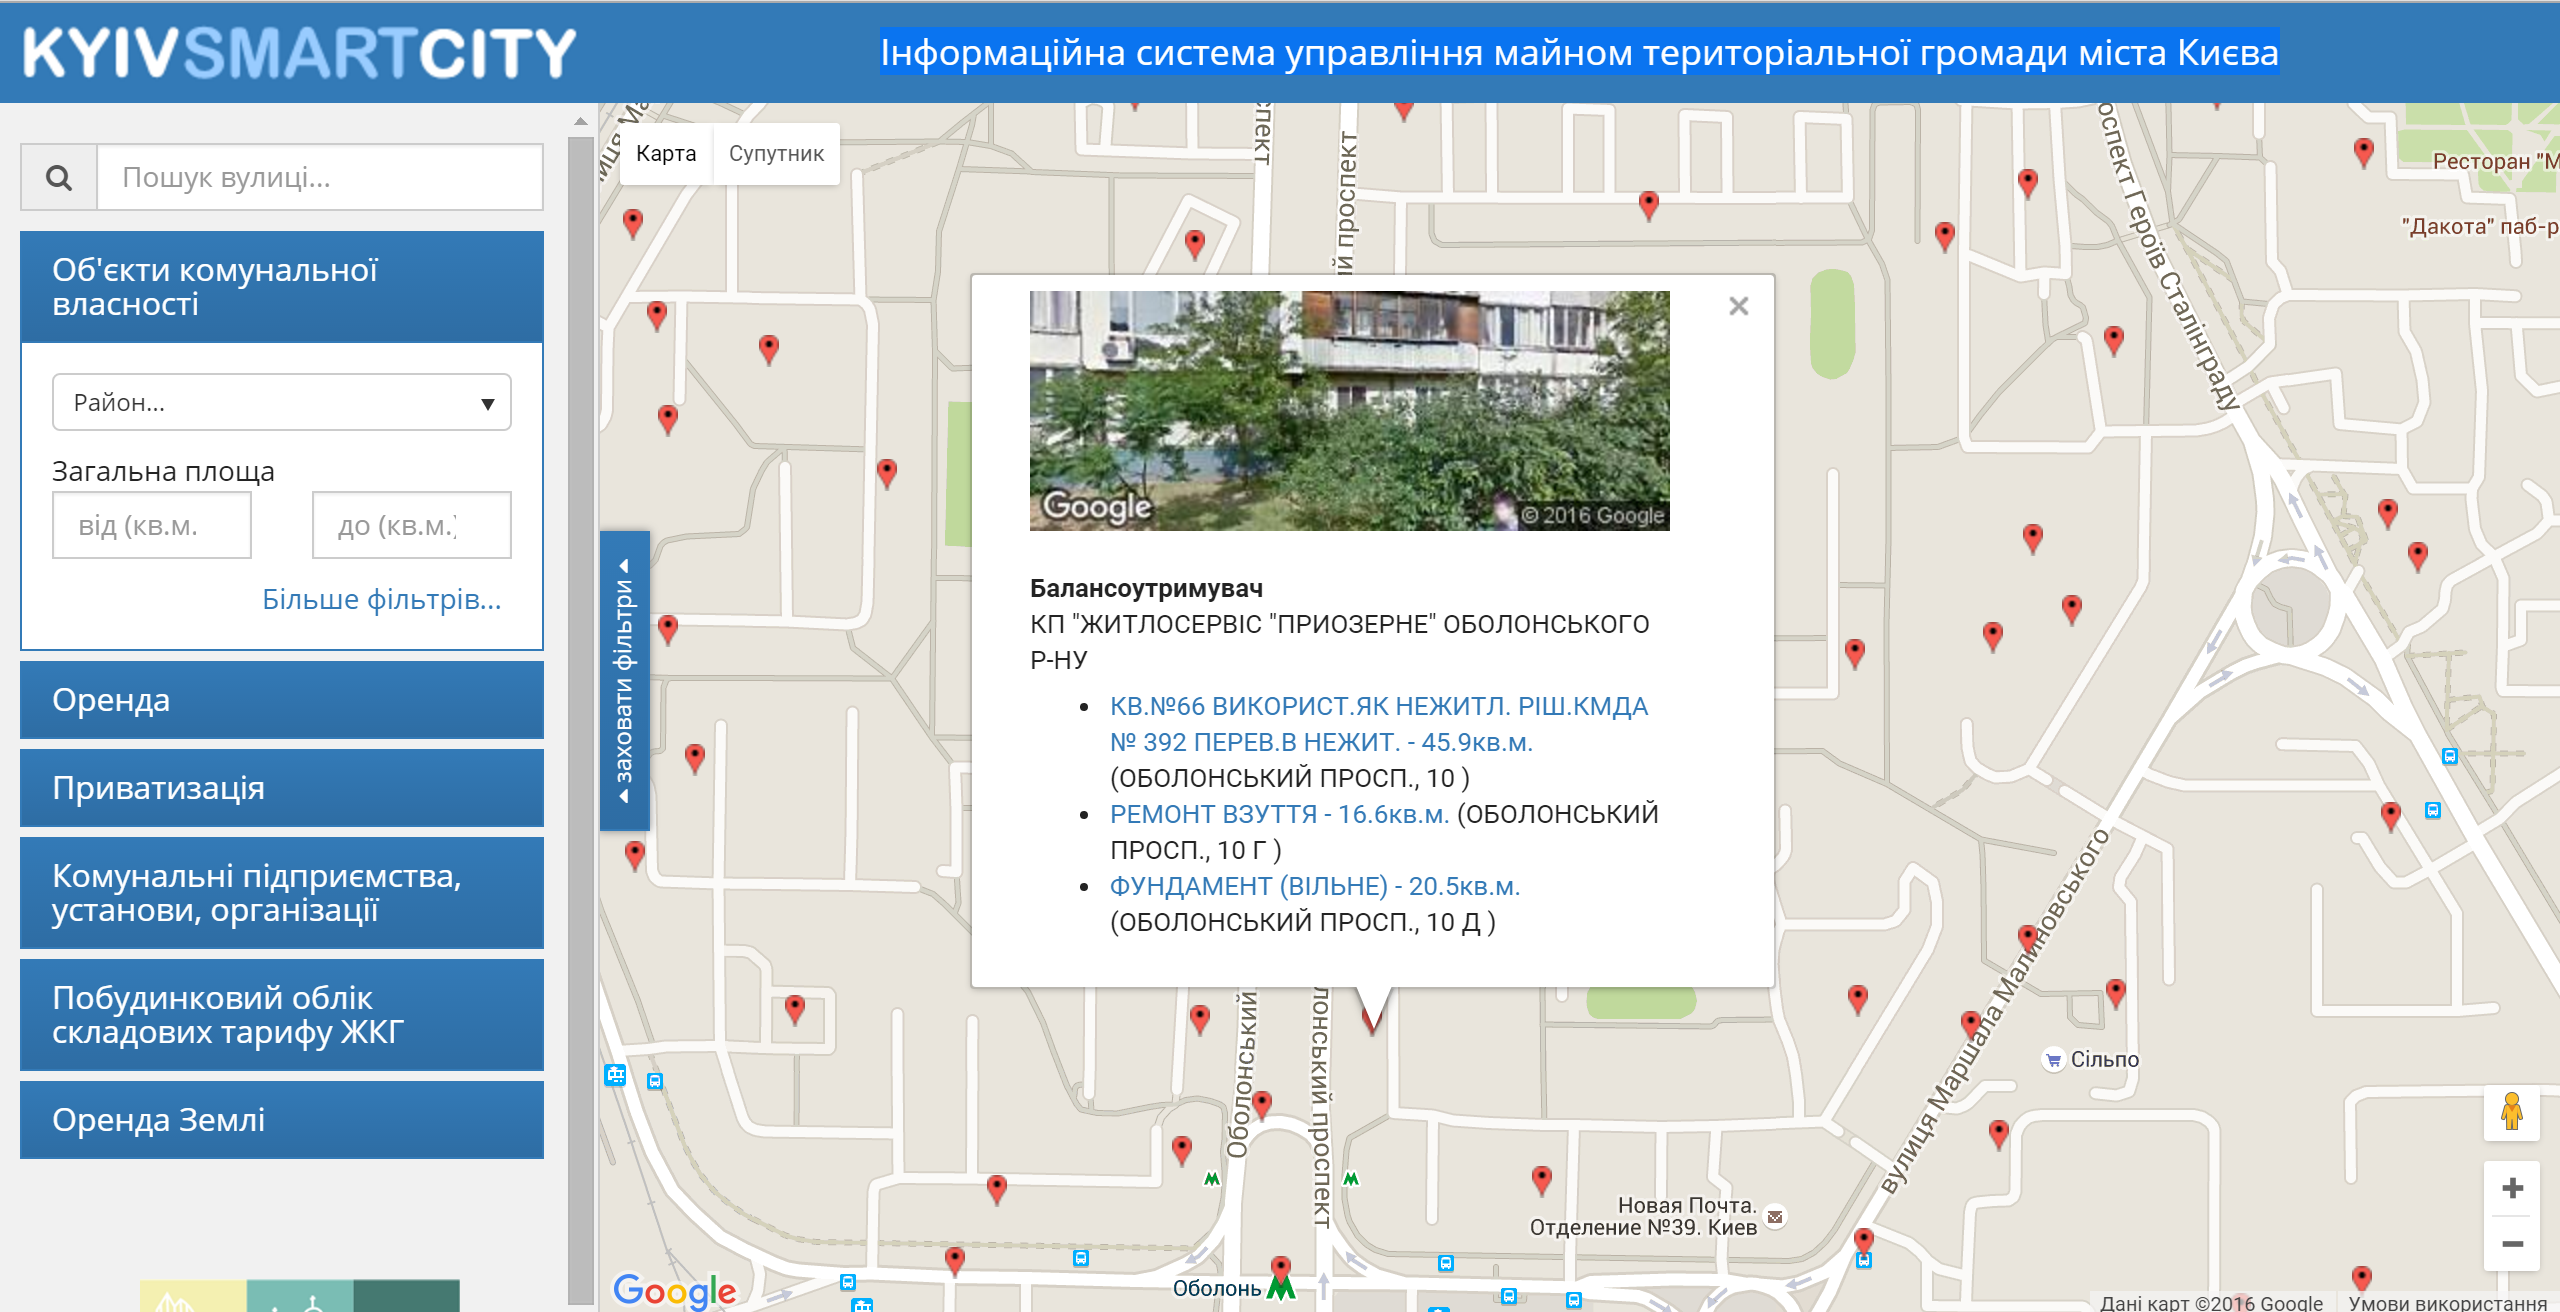 KYIVSMARTCITY
Інформаційна система управління майном територіальної громади міста Києва
Пошук вулиці...
Об'єкти комунальної
власності
Район...
Загальна площа
від (кв.м.
до (кв.м.)
Більше фільтрів...
Оренда
Приватизація
Комунальні підприємства,
установи, організації
Побудинковий облік
складових тарифу ЖКГ
Оренда Землі
заховати фільтри
Карта
Супутник
спект
й проспект
роспект Героїв Сталінграду
Ресторан "М
"Дакота" паб-р
Google
© 2016 Google
Балансоутримувач
КП "ЖИТЛОСЕРВІС "ПРИОЗЕРНЕ" ОБОЛОНСЬКОГО
Р-НУ
КВ.№66 ВИКОРИСТ.ЯК НЕЖИТЛ. РІШ.КМДА
№ 392 ПЕРЕВ.В НЕЖИТ. - 45.9кв.м.
(ОБОЛОНСЬКИЙ ПРОСП., 10 )
РЕМОНТ ВЗУТТЯ - 16.6кв.м. (ОБОЛОНСЬКИЙ
ПРОСП., 10 Г )
ФУНДАМЕНТ (ВІЛЬНЕ) - 20.5кв.м.
(ОБОЛОНСЬКИЙ ПРОСП., 10 Д )
Оболонський
лонський проспект
вулиця Маршала Малиновського
Сільпо
Новая Почта.
Отделение №39. Киев
Оболонь
Google
Дані карт ©2016 Google
Умови використання